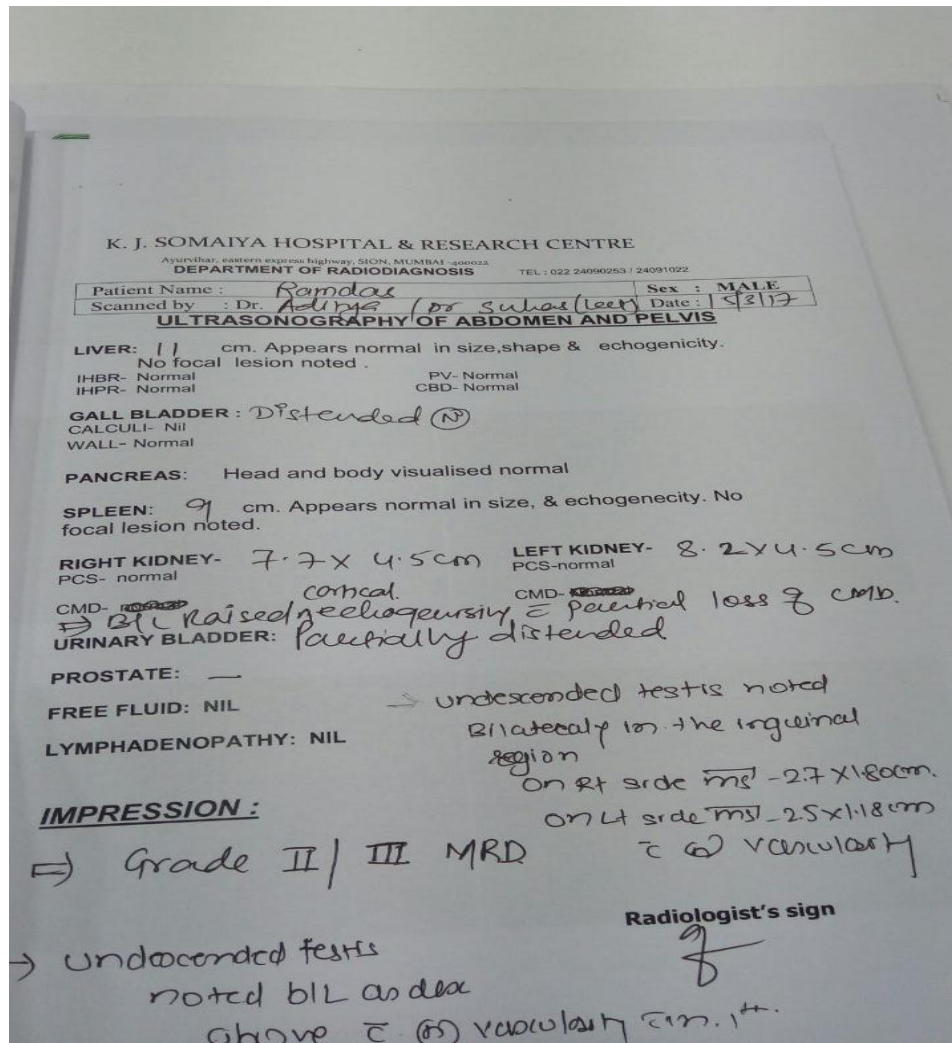 K. J. SOMAIYA HOSPITAL & RESEARCH CENTRE
Ayurvihar, eastern express highway, SION, MUMBAI -400022
DEPARTMENT OF RADIODIAGNOSIS TEL : 022 24090253 / 24091022
Patient Name : Ramdas Sex : MALE
Scanned by : Dr. Aditya / Dr Suhas (Leet) Date : 15/3/17
ULTRASONOGRAPHY OF ABDOMEN AND PELVIS
LIVER: 11 cm. Appears normal in size,shape & echogenicity.
No focal lesion noted .
IHBR- Normal PV- Normal
IHPR- Normal CBD- Normal
GALL BLADDER : Distended (N)
CALCULI- Nil
WALL- Normal
PANCREAS: Head and body visualised normal
SPLEEN: 9 cm. Appears normal in size, & echogenecity. No
focal lesion noted.
RIGHT KIDNEY- 7.7 x 4.5cm LEFT KIDNEY- 8.2x4.5cm
PCS- normal PCS-normal
cortical
CMD- CMD-
⇒ B/L Raised echogenicity c̄ partial loss of CMD.
URINARY BLADDER: Partially distended
PROSTATE: —
FREE FLUID: NIL
LYMPHADENOPATHY: NIL
→ undescended testis noted
Bilateraly in the inguinal
region
on Rt side ms - 2.7 x 1.80cm.
on Lt side ms - 2.5x1.18cm
c̄ vascularity
IMPRESSION :
⇒ Grade II / III MRD
Radiologist's sign
→ undescended testis
noted b/L as desc
above c̄ vascularity